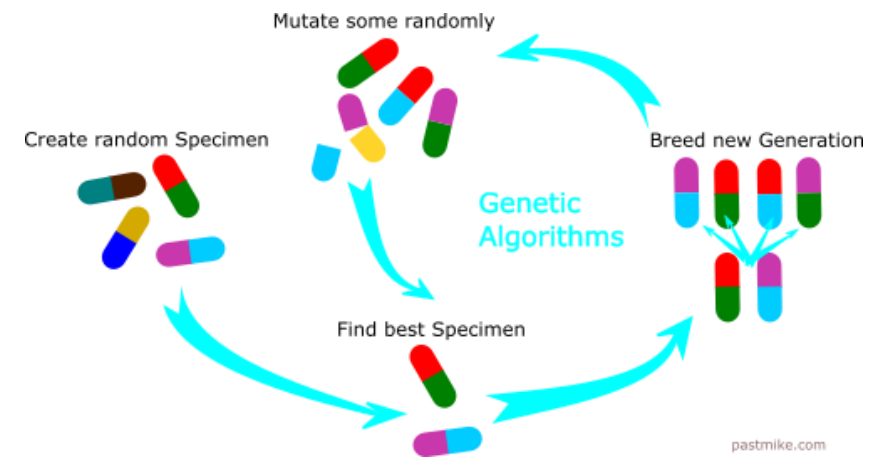 Mutate some randomly
Create random Specimen
Breed new Generation
Genetic
Algorithms
Find best Specimen
pastmike.com